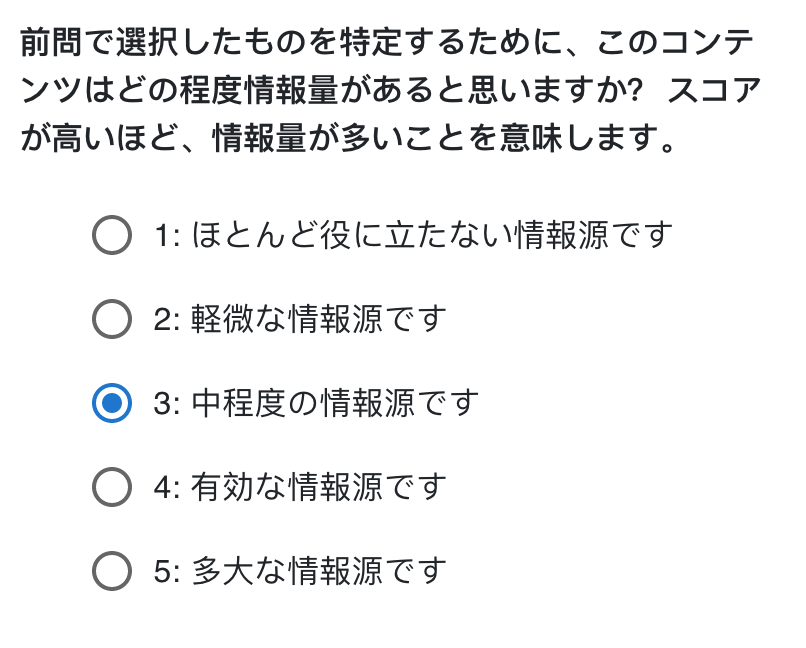 前問で選択したものを特定するために、このコンテ
ンツはどの程度情報量があると思いますか? スコア
が高いほど、情報量が多いことを意味します。
1: ほとんど役に立たない情報源です
2: 軽微な情報源です
3: 中程度の情報源です
4: 有効な情報源です
5: 多大な情報源です